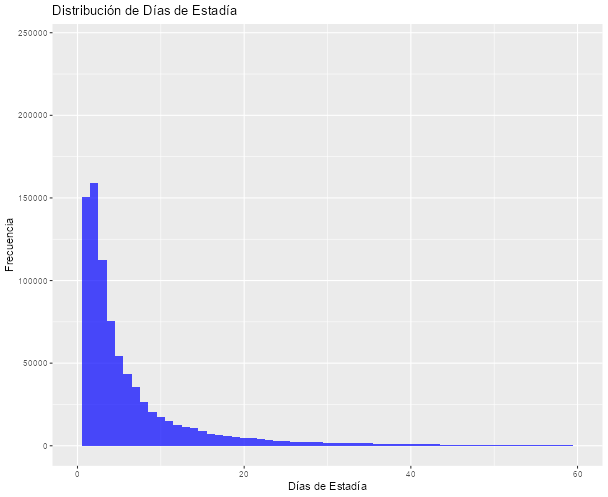 Distribución de Días de Estadía
250000
200000
150000
100000
50000
0
Frecuencia
0 20 40 60
Días de Estadía